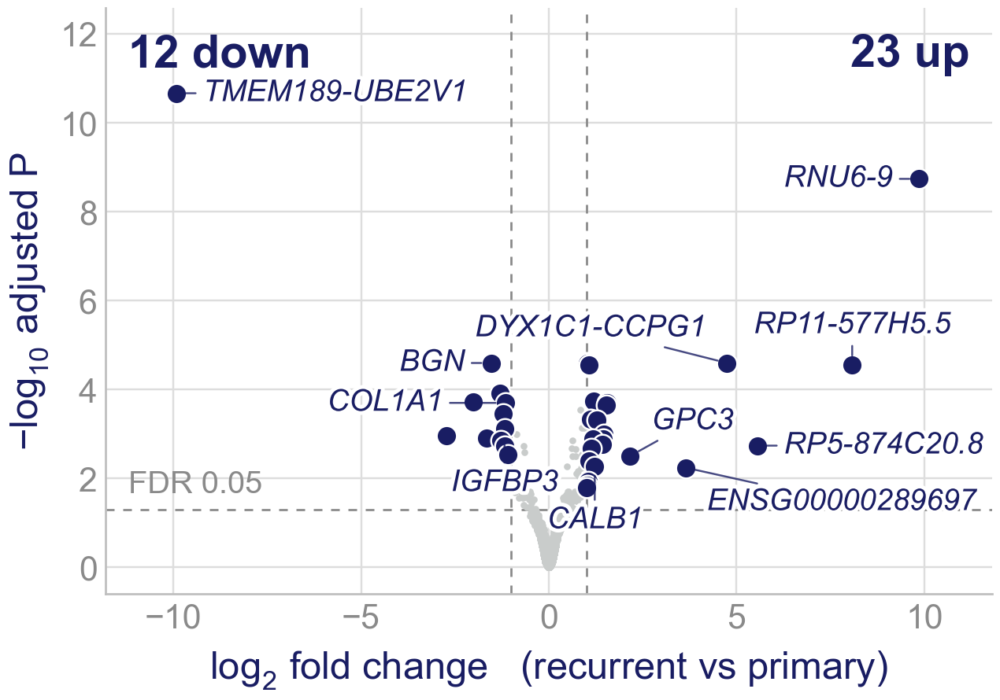 12 down
23 up
TMEM189-UBE2V1
RNU6-9
DYX1C1-CCPG1
RP11-577H5.5
BGN
COL1A1
GPC3
RP5-874C20.8
IGFBP3
FDR 0.05
ENSG00000289697
CALB1
12
10
8
6
4
2
0
−log₁₀ adjusted P
−10
−5
0
5
10
log₂ fold change (recurrent vs primary)